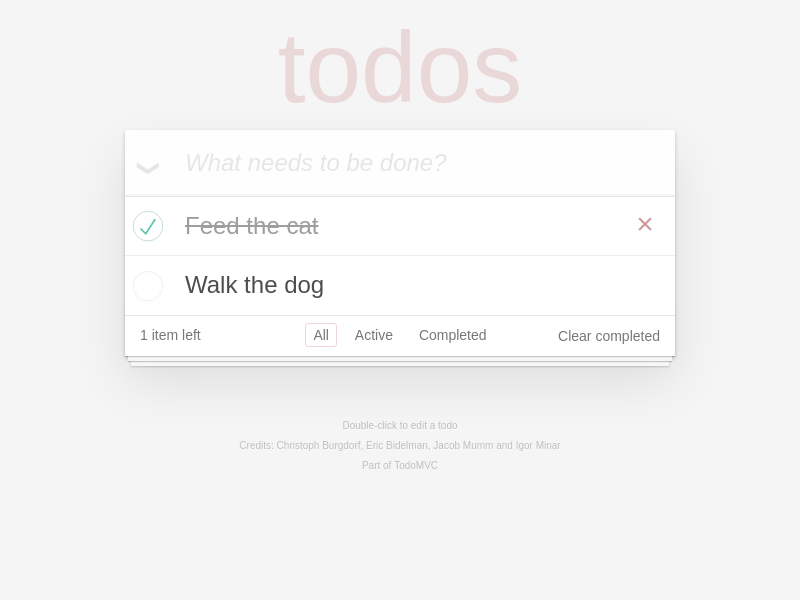 todos
What needs to be done?
Feed the cat
Walk the dog
1 item left All Active Completed Clear completed
Double-click to edit a todo
Credits: Christoph Burgdorf, Eric Bidelman, Jacob Mumm and Igor Minar
Part of TodoMVC